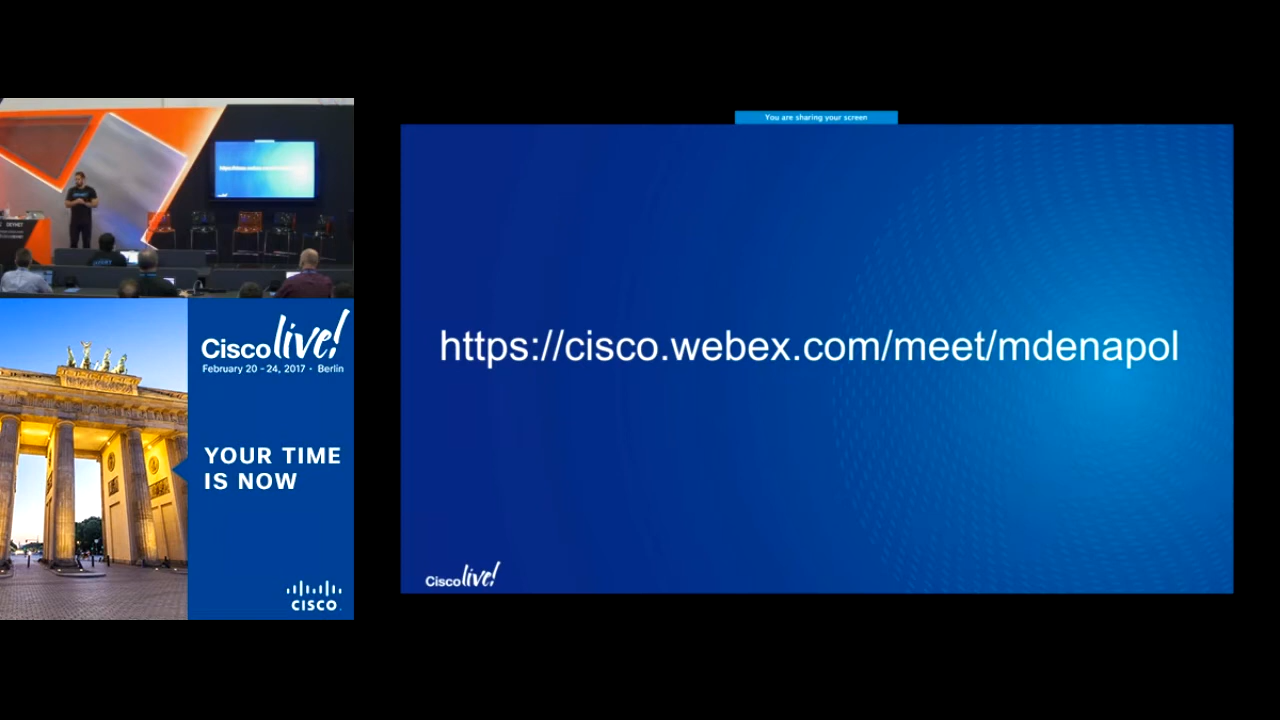 You are sharing your screen
https://cisco.webex.com/meet/mdenapol
Cisco live!
DEVNET
Cisco live!
February 20 - 24, 2017 • Berlin
YOUR TIME
IS NOW
CISCO